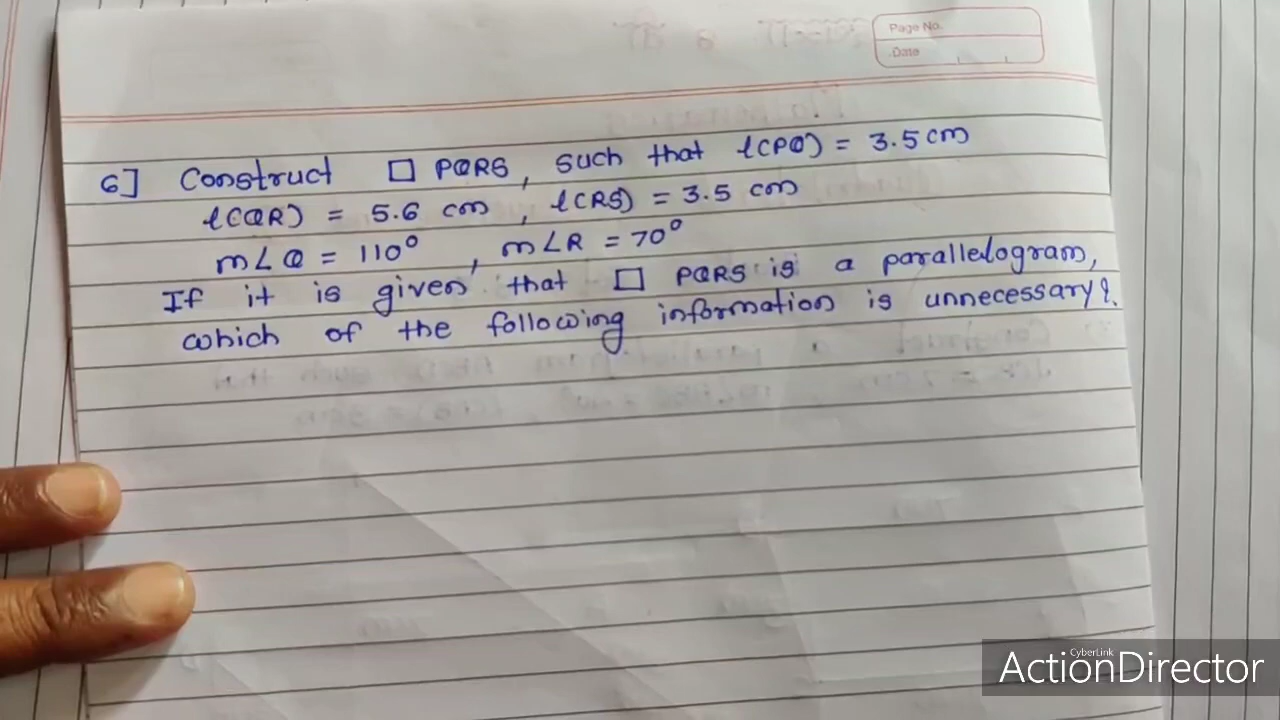 Page No.
Date
6] Construct □ PQRS, such that l(PQ) = 3.5 cm
l(QR) = 5.6 cm, l(RS) = 3.5 cm
m∠Q = 110°, m∠R = 70°
If it is given that □ PQRS is a parallelogram,
which of the following information is unnecessary?.
CyberLink
ActionDirector